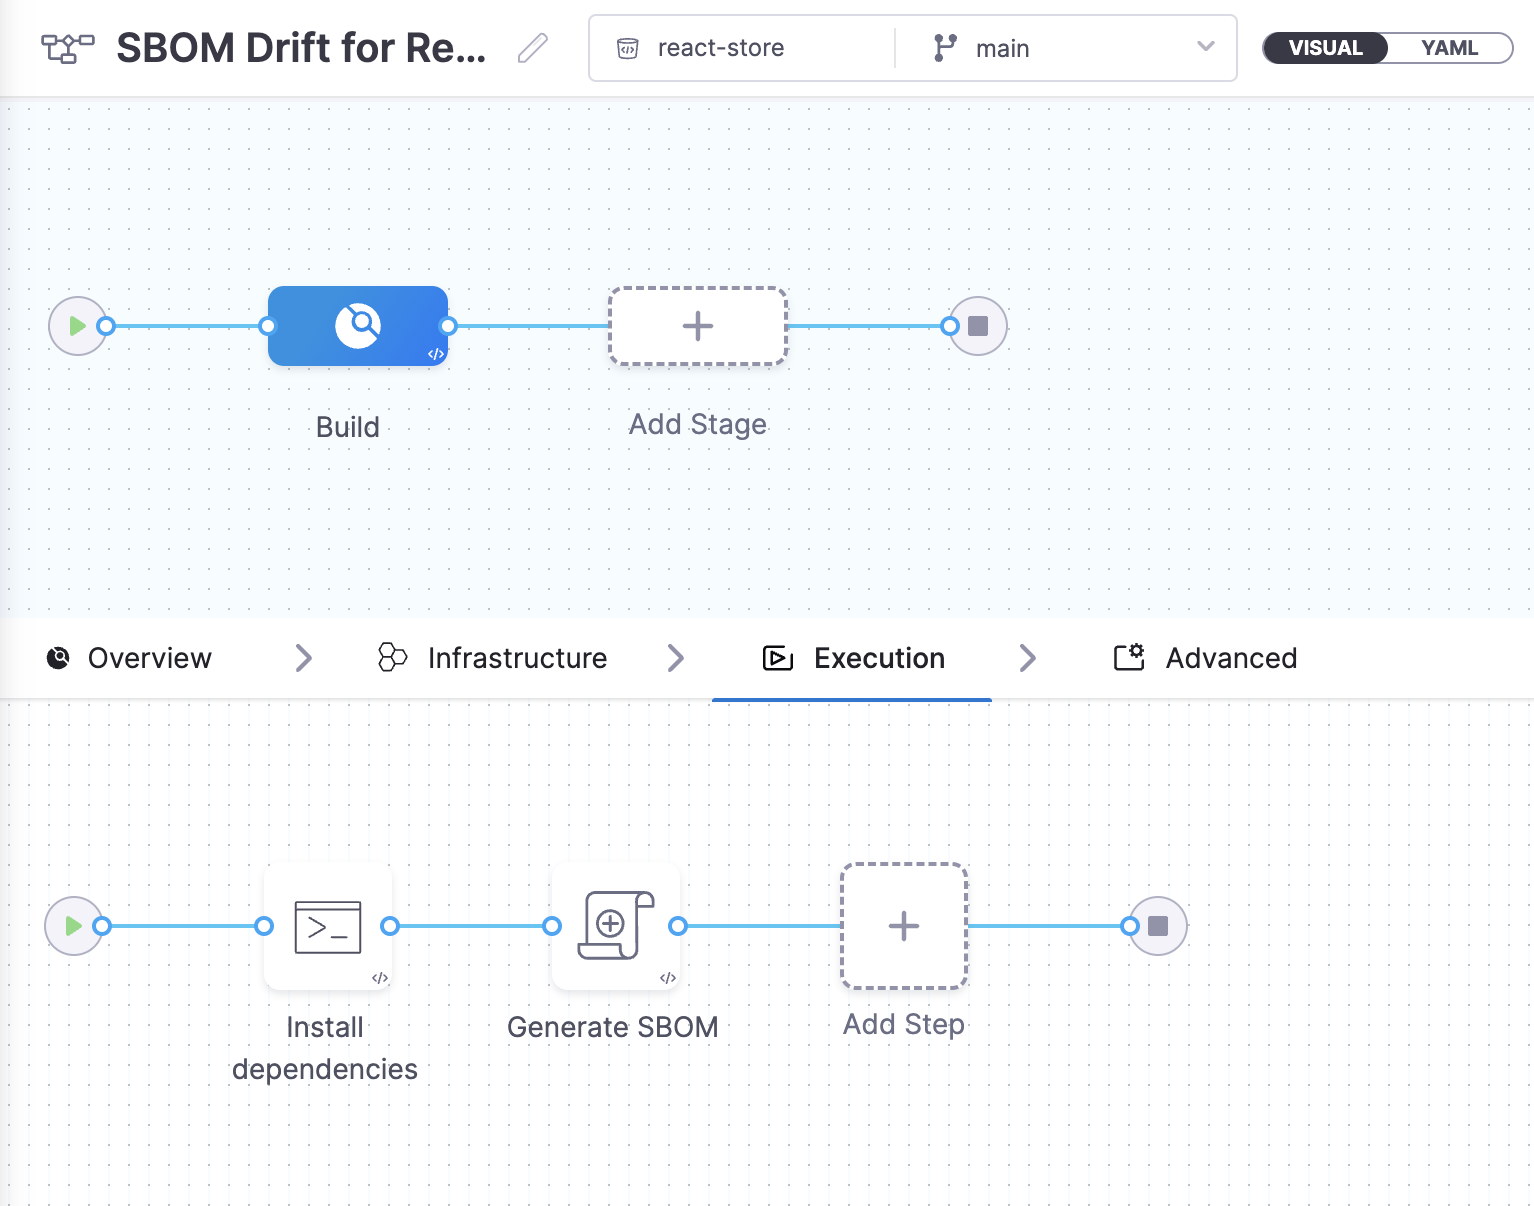 SBOM Drift for Re...
react-store
main
VISUAL
YAML
Build
Add Stage
Overview
Infrastructure
Execution
Advanced
Install
dependencies
Generate SBOM
Add Step